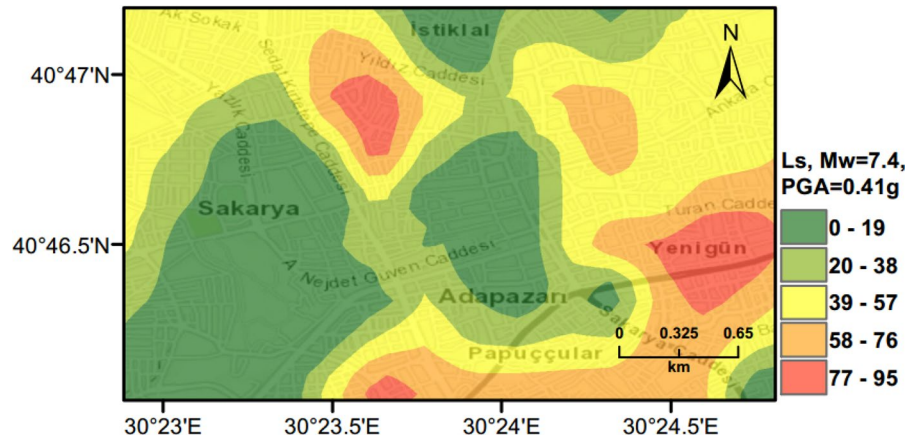 Ak Sokak
İstiklal
N
Sedat Kirtetepe Caddesi
Yıldız Caddesi
40°47'N
Yazlık Caddesi
Ankara C
Ls, Mw=7.4,
PGA=0.41g
Sakarya
Turan Cadde
0 - 19
40°46.5'N
Yenigün
A. Nejdet Güven Caddesi
20 - 38
Adapazarı
39 - 57
Sakarya Caddesi
0 0.325 0.65
km
Ba
58 - 76
Papuççular
77 - 95
30°23'E 30°23.5'E 30°24'E 30°24.5'E